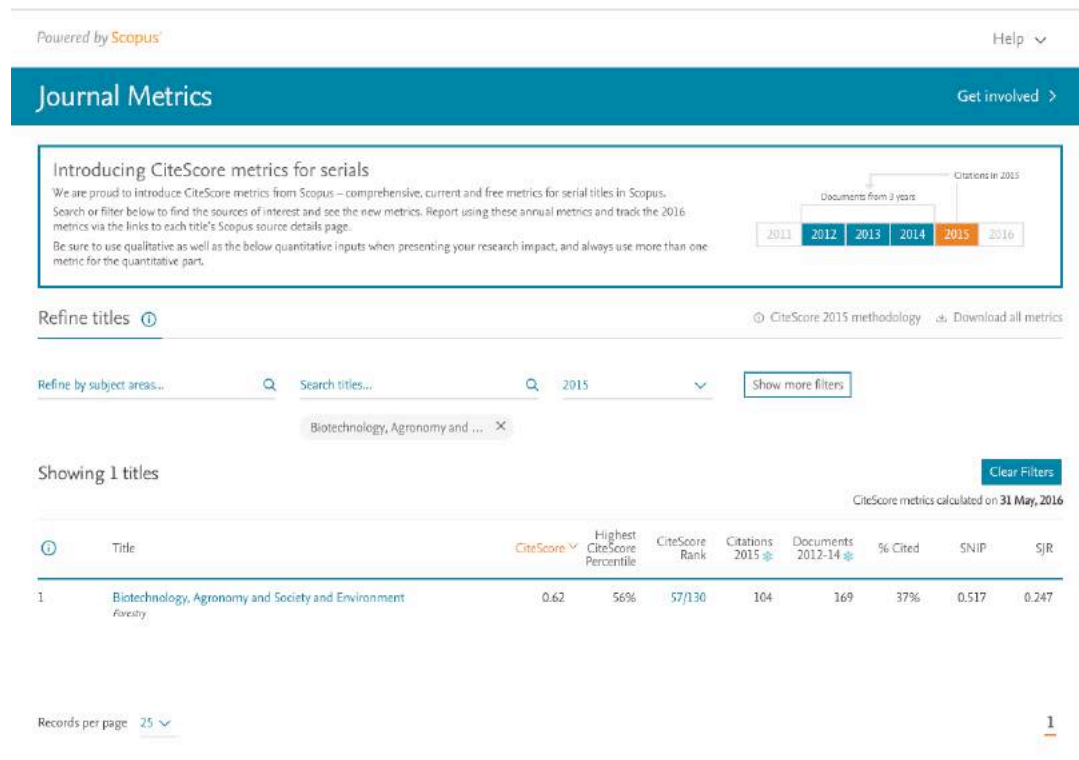 Powered by Scopus®
Help
Journal Metrics
Get involved >
Introducing CiteScore metrics for serials
We are proud to introduce CiteScore metrics from Scopus – comprehensive, current and free metrics for serial titles in Scopus.
Search or filter below to find the sources of interest and see the new metrics. Report using these annual metrics and track the 2016
metrics via the links to each title's Scopus source details page.
Be sure to use qualitative as well as the below quantitative inputs when presenting your research impact, and always use more than one
metric for the quantitative part.
Citations in 2015
Documents from 3 years
2011 2012 2013 2014 2015 2016
Refine titles
CiteScore 2015 methodology Download all metrics
Refine by subject areas... Search titles... 2015 Show more filters
Biotechnology, Agronomy and ... ×
Showing 1 titles
Clear Filters
CiteScore metrics calculated on 31 May, 2016
Title CiteScore Highest CiteScore Percentile CiteScore Rank Citations 2015 Documents 2012-14 % Cited SNIP SJR
1 Biotechnology, Agronomy and Society and Environment 0.62 56% 57/130 104 169 37% 0.517 0.247
Forestry
Records per page 25
1